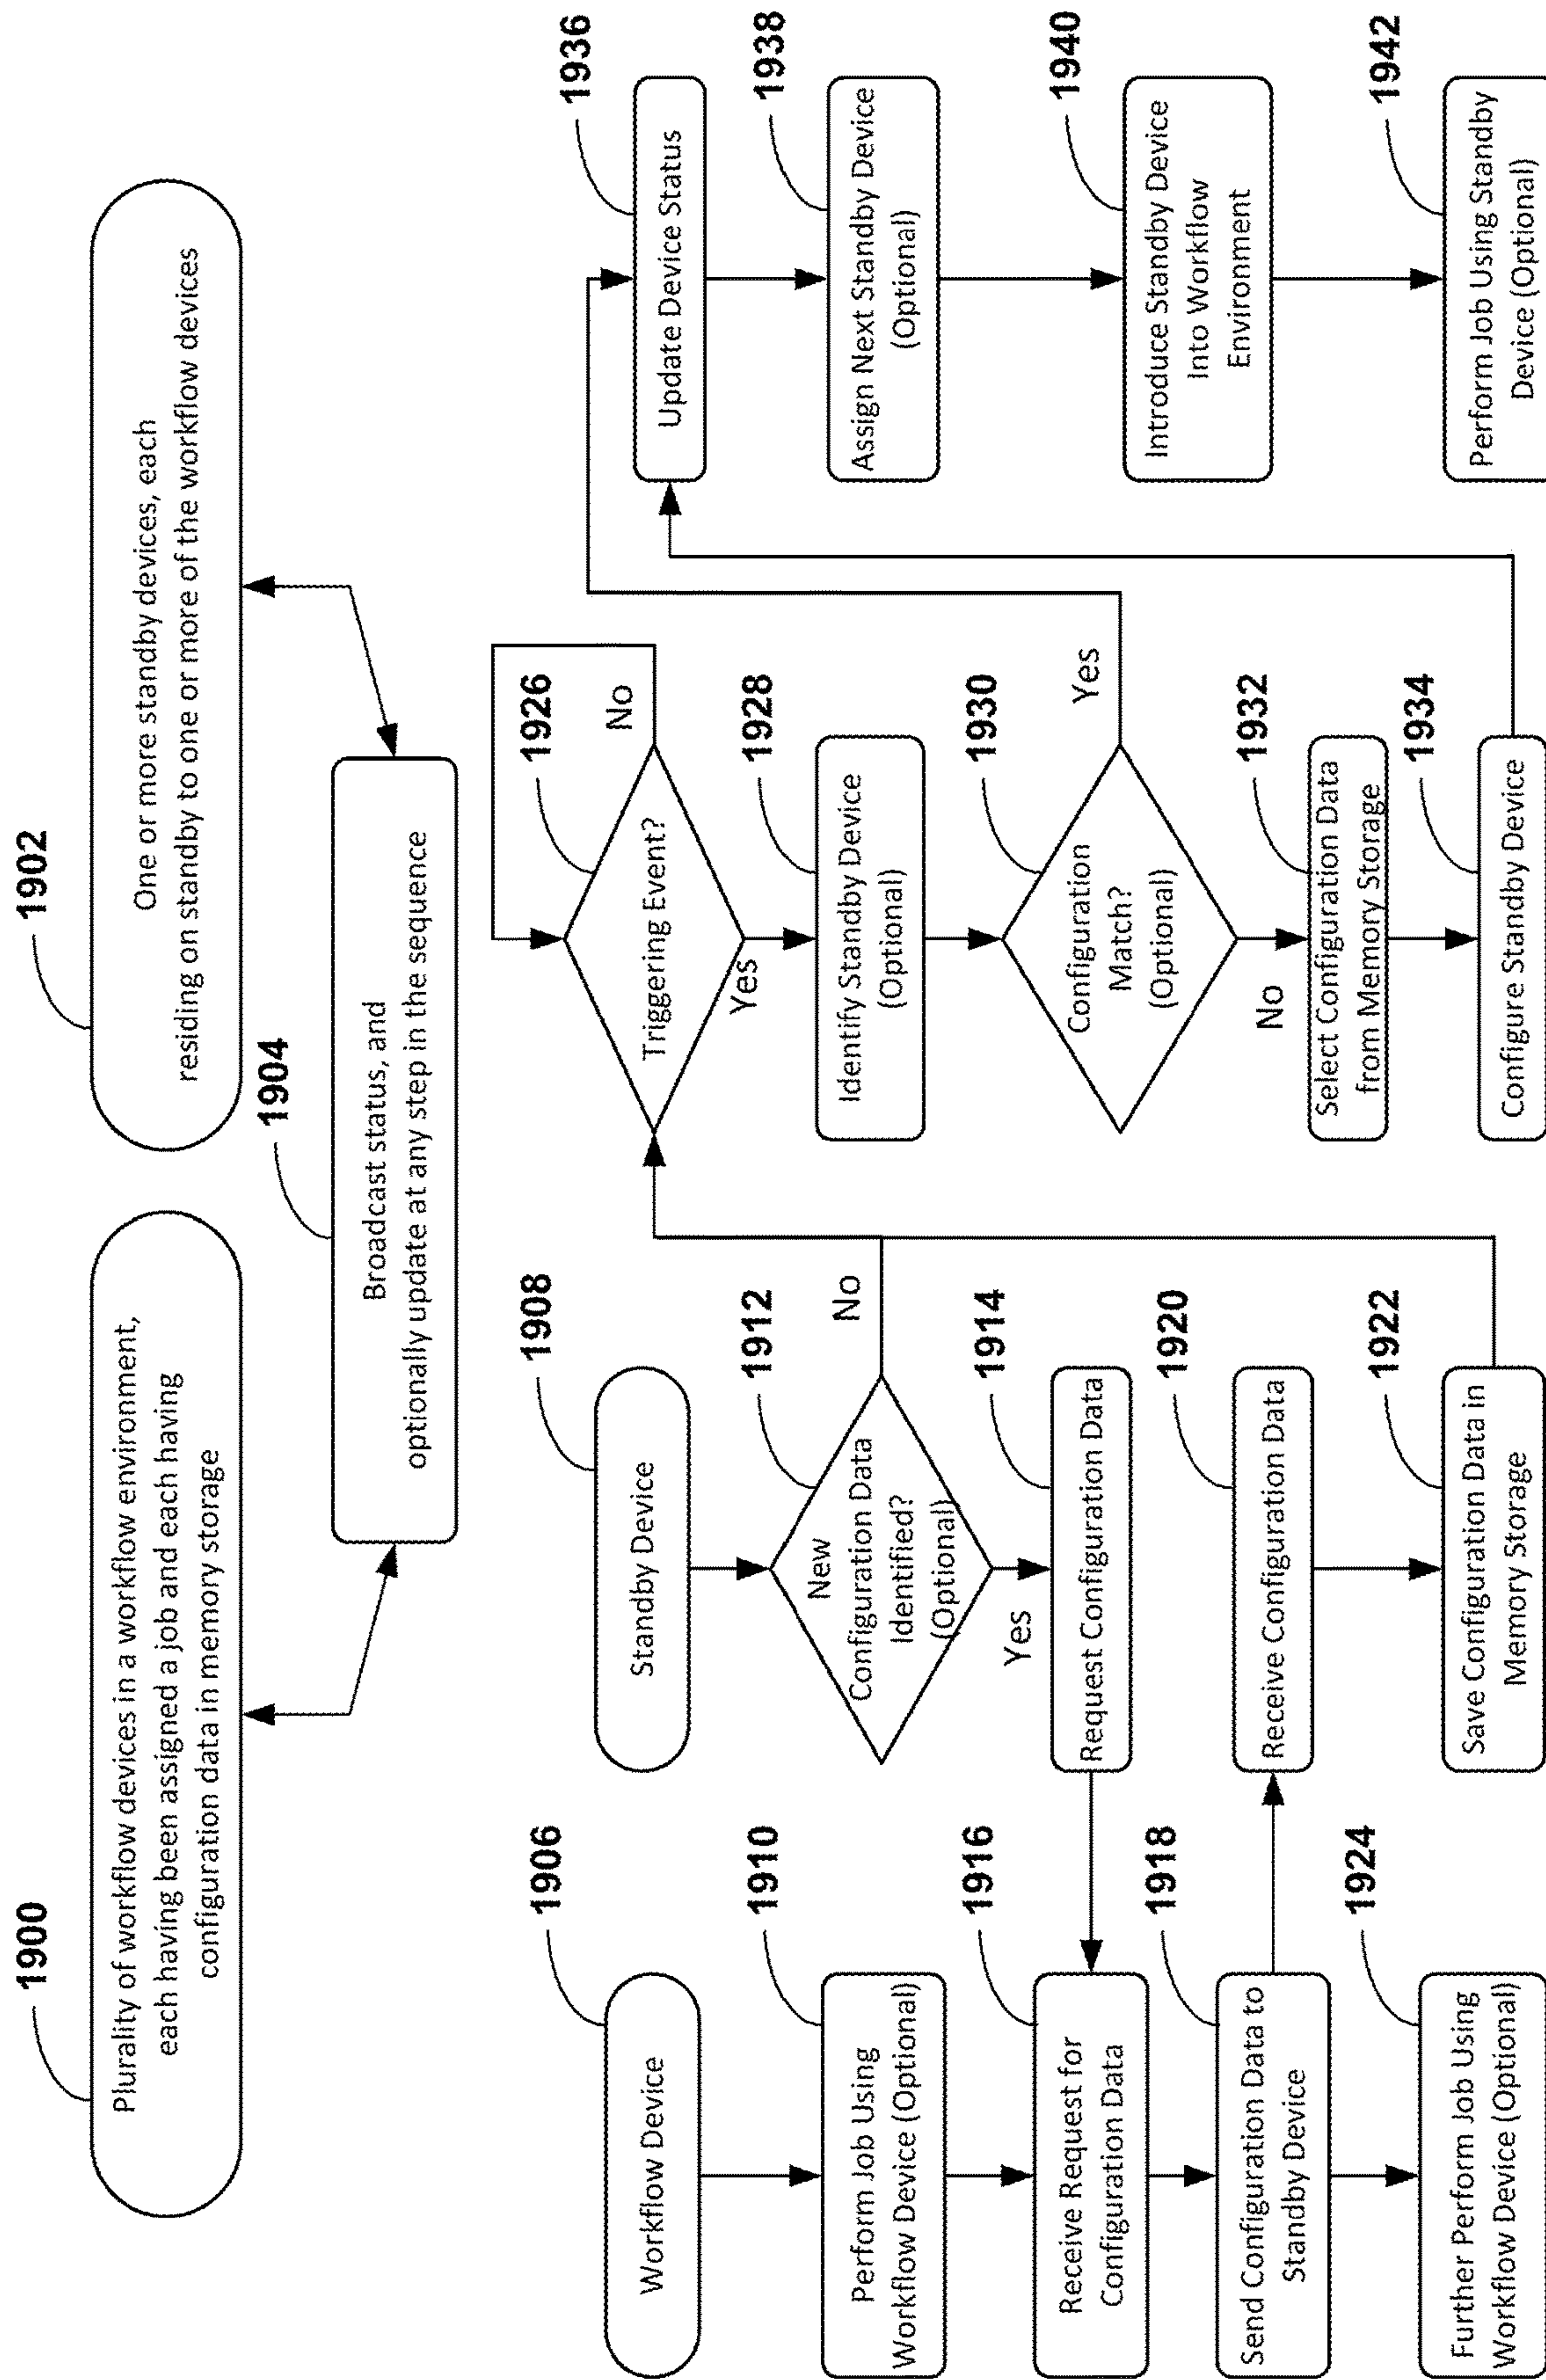 1900
Plurality of workflow devices in a workflow environment,
each having been assigned a job and each having
configuration data in memory storage
1902
One or more standby devices, each
residing on standby to one or more of the workflow devices
1904
Broadcast status, and
optionally update at any step in the sequence
1906
Workflow Device
1910
Perform Job Using
Workflow Device (Optional)
1916
Receive Request for
Configuration Data
1918
Send Configuration Data to
Standby Device
1924
Further Perform Job Using
Workflow Device (Optional)
1908
Standby Device
1912
New
Configuration Data
Identified?
(Optional)
No
Yes
1914
Request Configuration Data
1920
Receive Configuration Data
1922
Save Configuration Data in
Memory Storage
1926
Triggering Event?
No
Yes
1928
Identify Standby Device
(Optional)
1930
Configuration
Match?
(Optional)
Yes
No
1932
Select Configuration Data
from Memory Storage
1934
Configure Standby Device
1936
Update Device Status
1938
Assign Next Standby Device
(Optional)
1940
Introduce Standby Device
Into Workflow
Environment
1942
Perform Job Using Standby
Device (Optional)